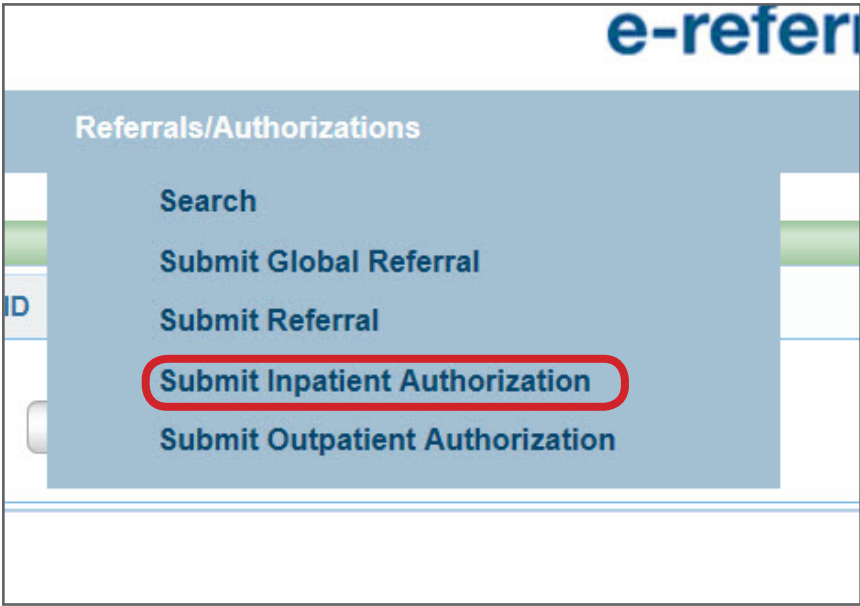 e-refer
Referrals/Authorizations
Search
Submit Global Referral
ID
Submit Referral
Submit Inpatient Authorization
Submit Outpatient Authorization